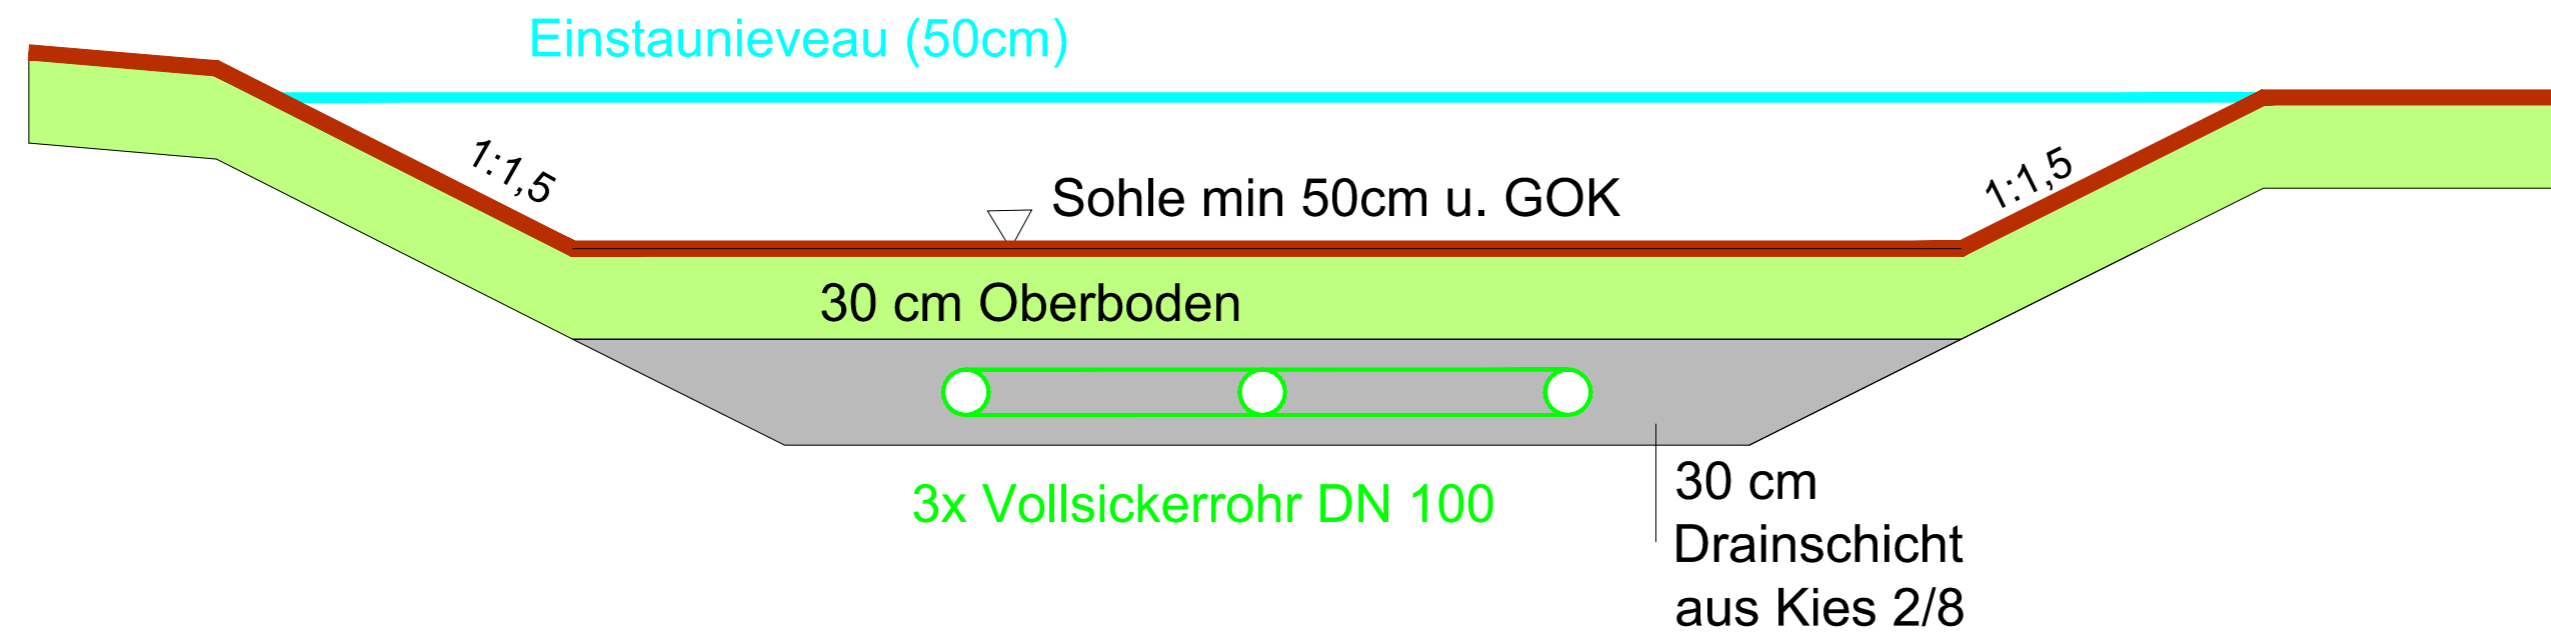 Einstaunieveau (50cm)
1:1,5
Sohle min 50cm u. GOK
1:1,5
30 cm Oberboden
3x Vollsickerrohr DN 100
30 cm
Drainschicht
aus Kies 2/8